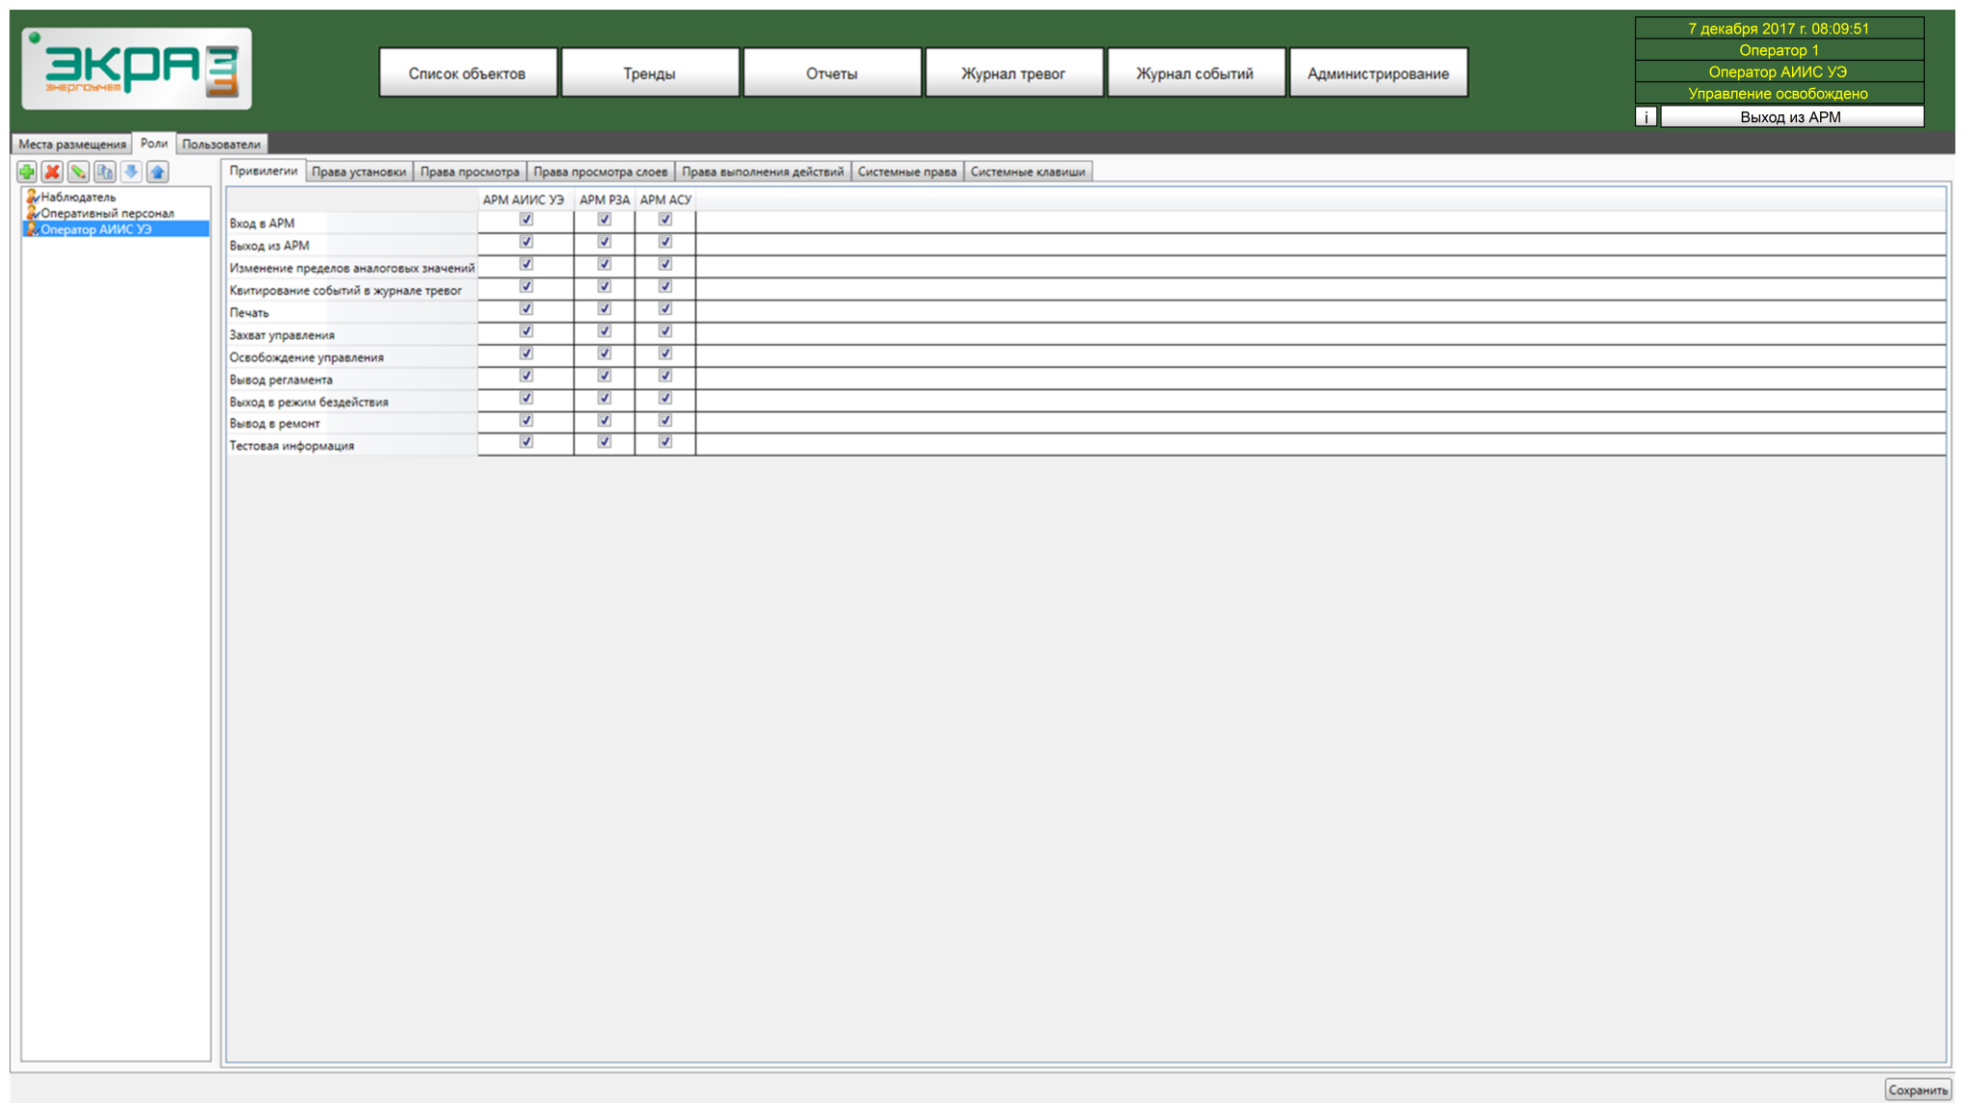 ЭКРА 3
ЭНЕРГОУЧЕТ
Список объектов
Тренды
Отчеты
Журнал тревог
Журнал событий
Администрирование
7 декабря 2017 г. 08:09:51
Оператор 1
Оператор АИИС УЭ
Управление освобождено
i
Выход из АРМ
Места размещения
Роли
Пользователи
Наблюдатель
Оперативный персонал
Оператор АИИС УЭ
Привилегии
Права установки
Права просмотра
Права просмотра слоев
Права выполнения действий
Системные права
Системные клавиши
АРМ АИИС УЭ
АРМ РЗА
АРМ АСУ
Вход в АРМ
Выход из АРМ
Изменение пределов аналоговых значений
Квитирование событий в журнале тревог
Печать
Захват управления
Освобождение управления
Вывод регламента
Выход в режим бездействия
Вывод в ремонт
Тестовая информация
Сохранить